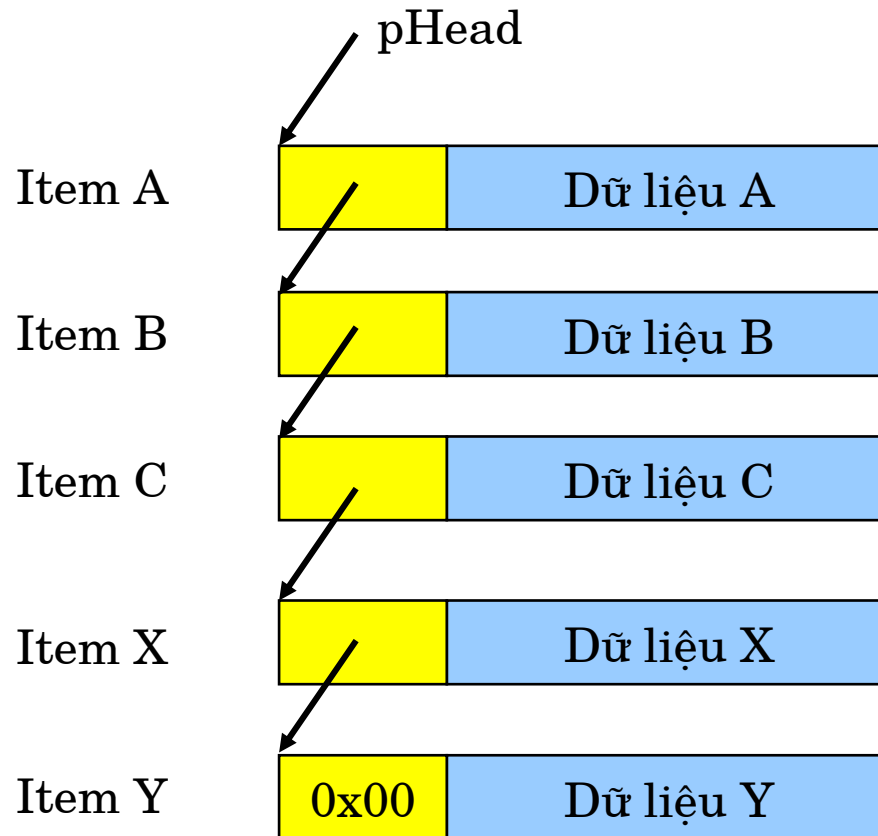 pHead
Item A Dữ liệu A
Item B Dữ liệu B
Item C Dữ liệu C
Item X Dữ liệu X
Item Y 0x00 Dữ liệu Y